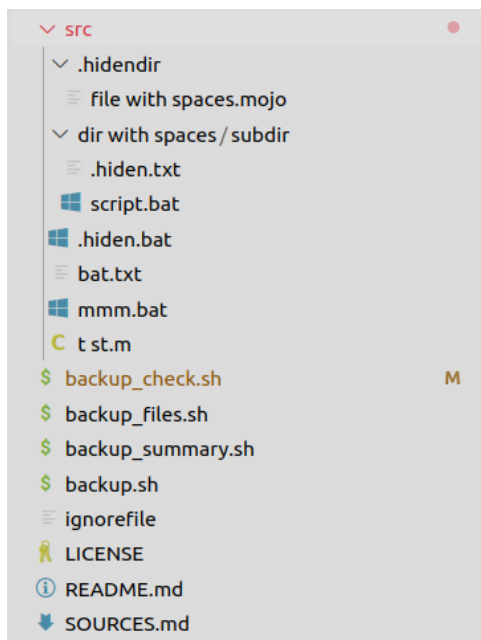 src
.hidendir
file with spaces.mojo
dir with spaces / subdir
.hiden.txt
script.bat
.hiden.bat
bat.txt
mmm.bat
C t st.m
$ backup_check.sh M
$ backup_files.sh
$ backup_summary.sh
$ backup.sh
ignorefile
LICENSE
README.md
SOURCES.md